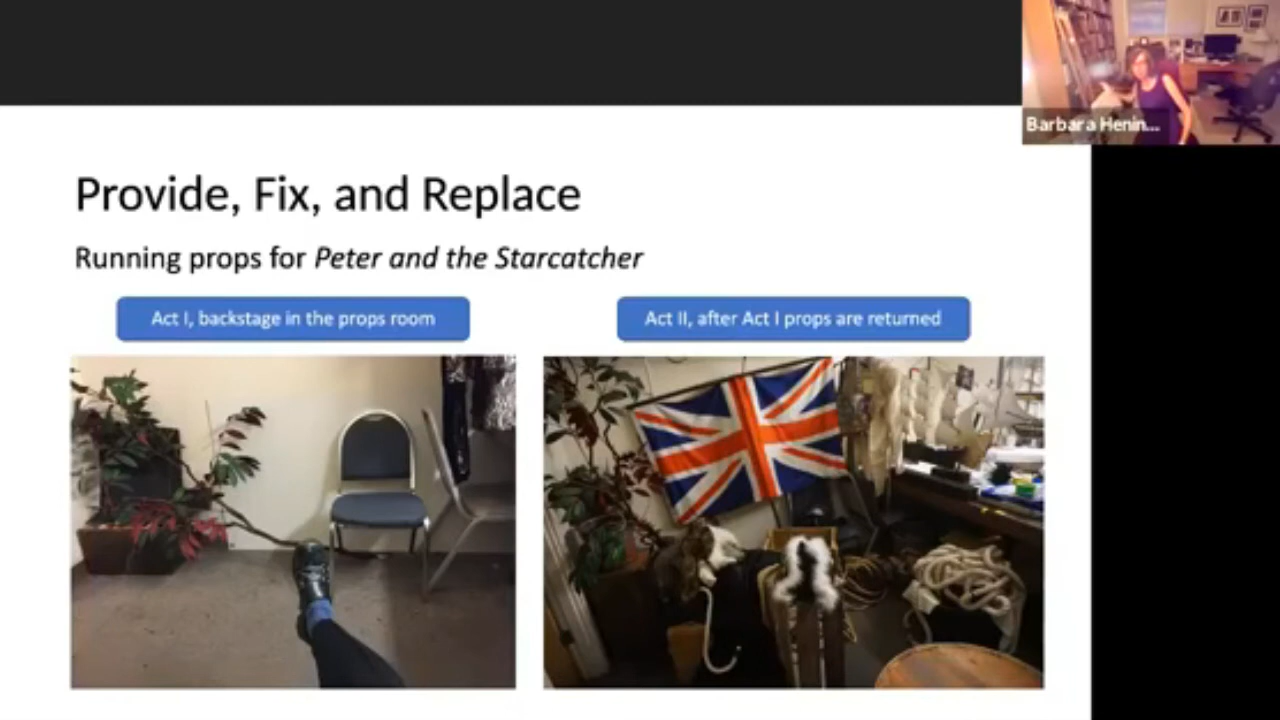 Barbara Henin...
Provide, Fix, and Replace
Running props for Peter and the Starcatcher
Act I, backstage in the props room
Act II, after Act I props are returned